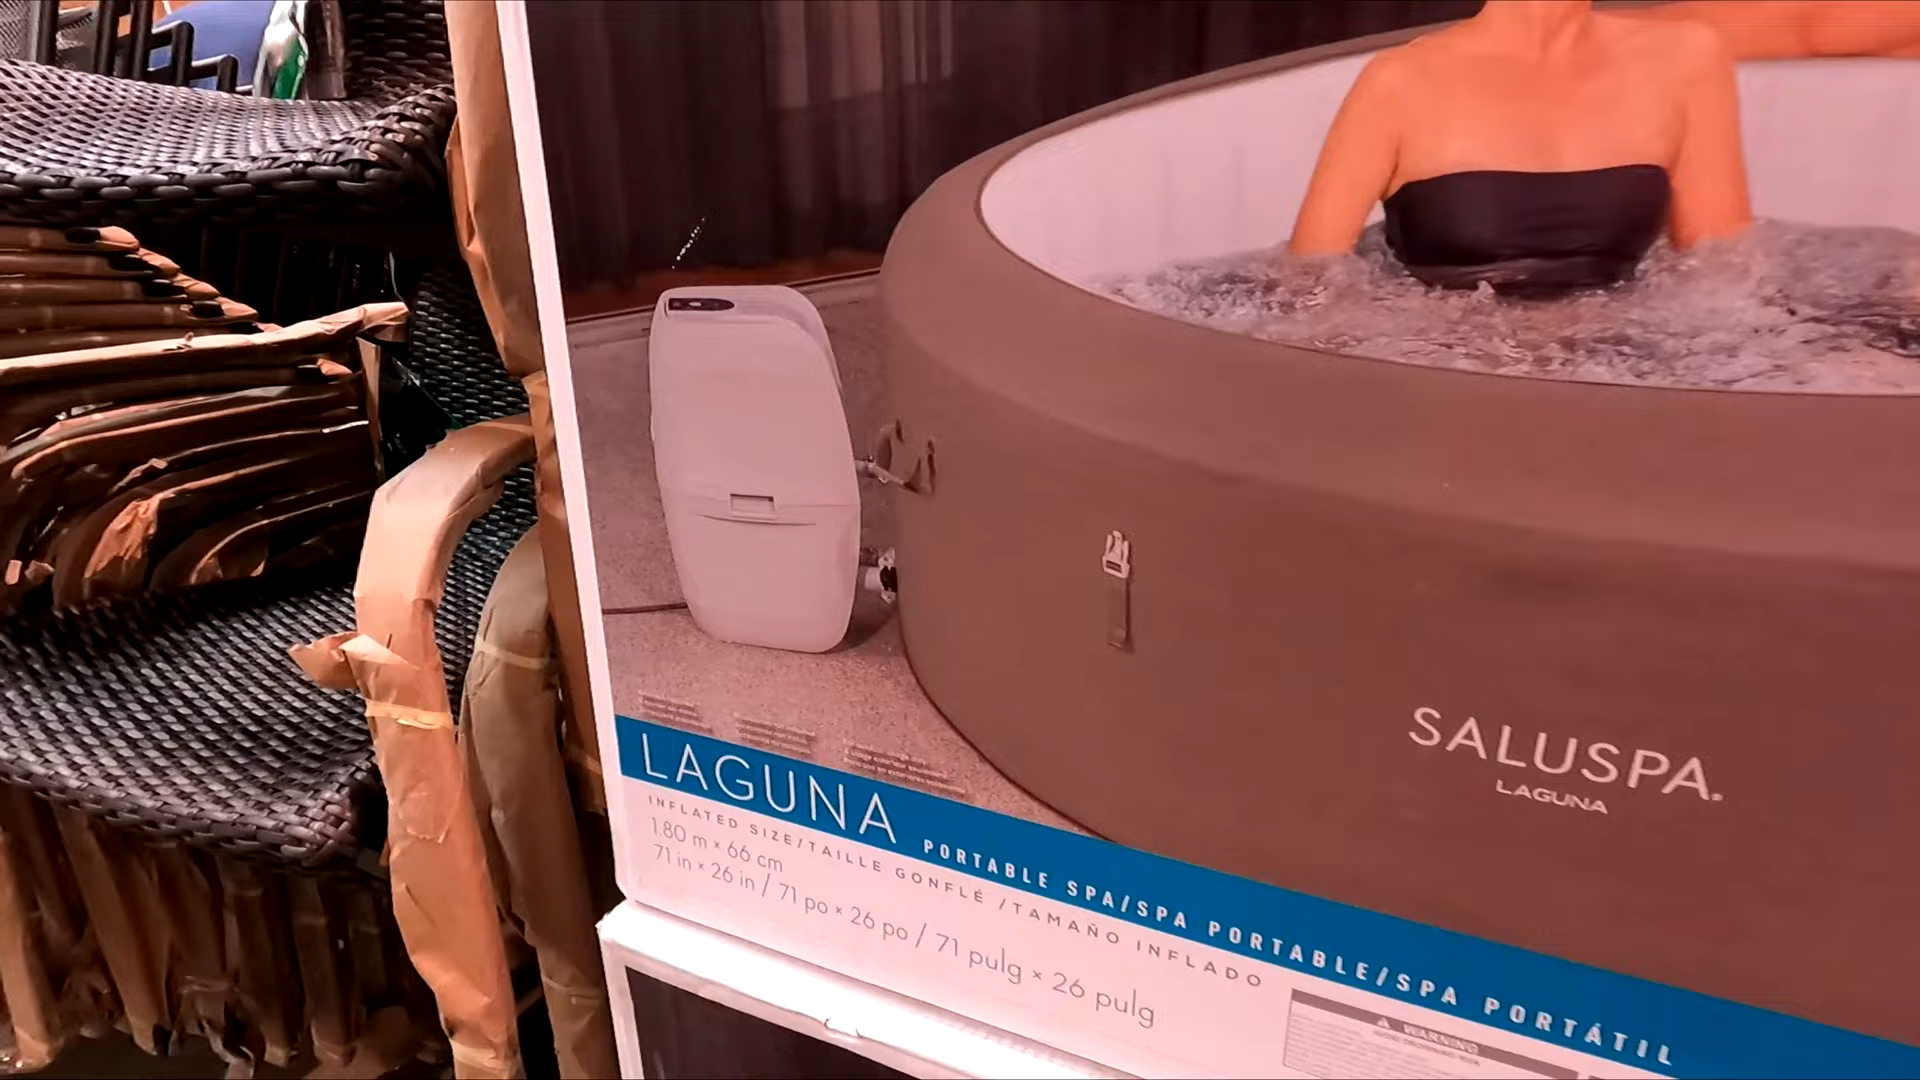 SALUSPA®
LAGUNA
LAGUNA PORTABLE SPA/SPA PORTABLE/SPA PORTÁTIL
INFLATED SIZE/TAILLE GONFLÉ /TAMAÑO INFLADO
1.80 m × 66 cm
71 in × 26 in / 71 po × 26 po / 71 pulg × 26 pulg
WARNING